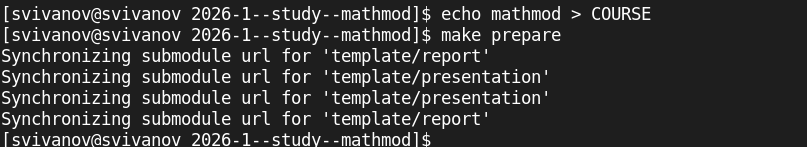 [svivanov@svivanov 2026-1--study--mathmod]$ echo mathmod > COURSE
[svivanov@svivanov 2026-1--study--mathmod]$ make prepare
Synchronizing submodule url for 'template/report'
Synchronizing submodule url for 'template/presentation'
Synchronizing submodule url for 'template/presentation'
Synchronizing submodule url for 'template/report'
[svivanov@svivanov 2026-1--study--mathmod]$